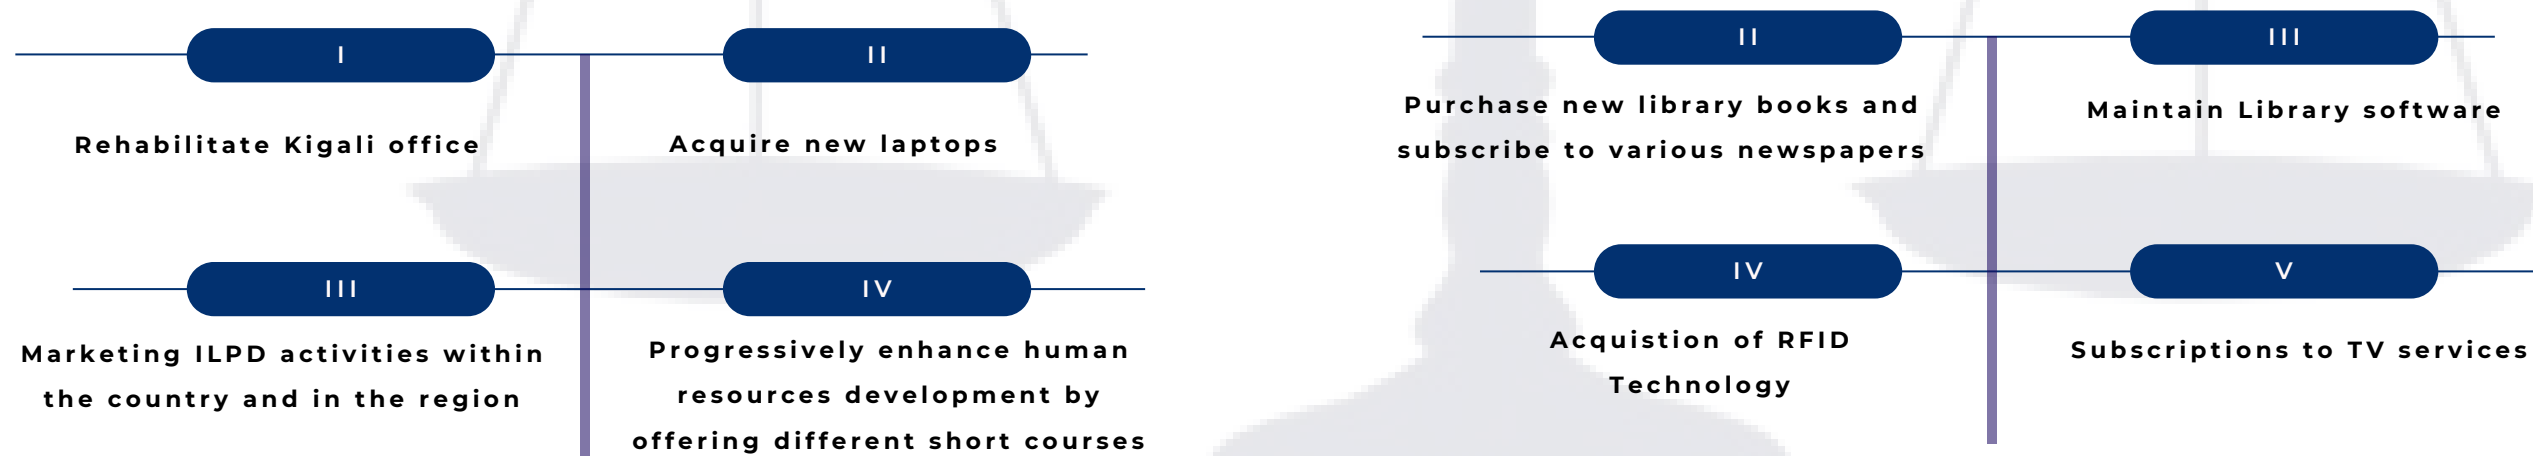 I
II
Rehabilitate Kigali office
Acquire new laptops
III
IV
Marketing ILPD activities within
the country and in the region
Progressively enhance human
resources development by
offering different short courses
II
III
Purchase new library books and
subscribe to various newspapers
Maintain Library software
IV
V
Acquistion of RFID
Technology
Subscriptions to TV services